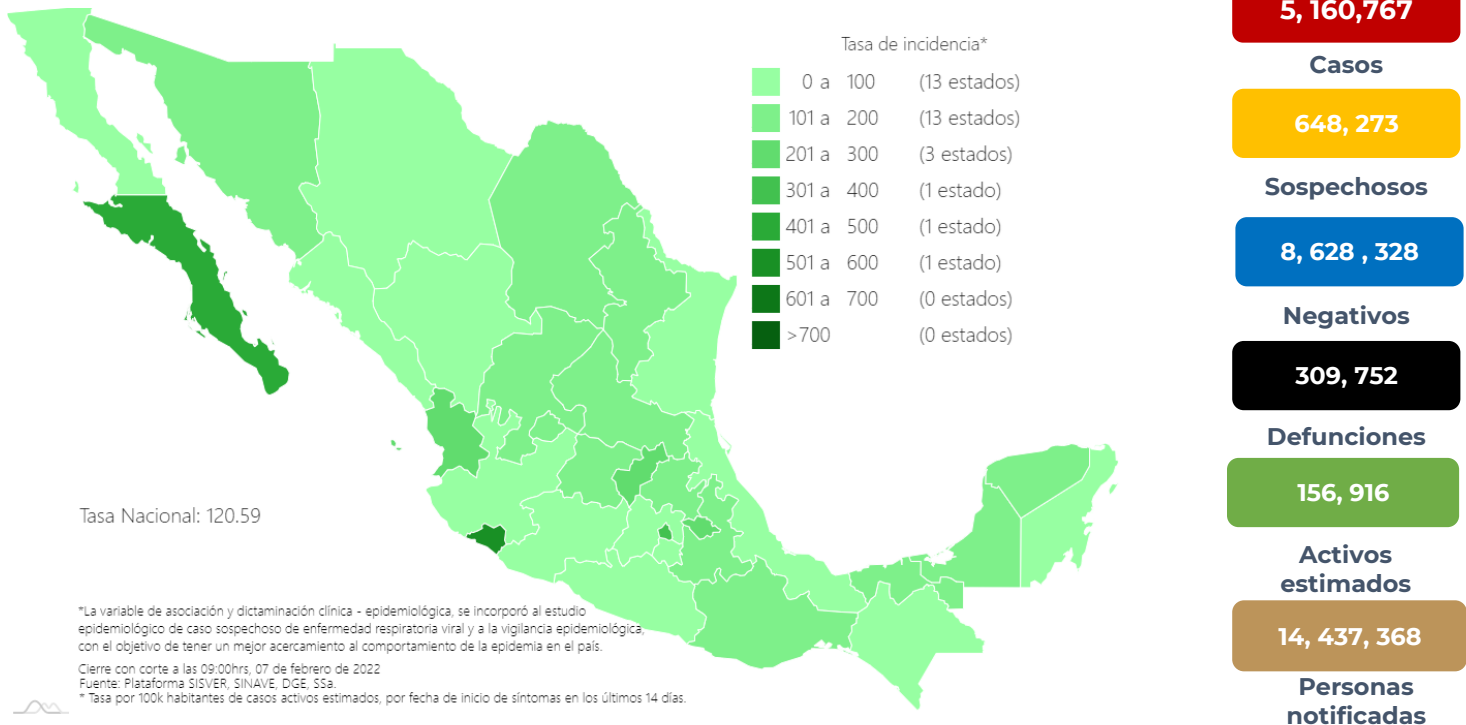 Tasa de incidencia*
0 a 100 (13 estados)
101 a 200 (13 estados)
201 a 300 (3 estados)
301 a 400 (1 estado)
401 a 500 (1 estado)
501 a 600 (1 estado)
601 a 700 (0 estados)
>700 (0 estados)
Tasa Nacional: 120.59
*La variable de asociación y dictaminación clínica - epidemiológica, se incorporó al estudio
epidemiológico de caso sospechoso de enfermedad respiratoria viral y a la vigilancia epidemiológica,
con el objetivo de tener un mejor acercamiento al comportamiento de la epidemia en el país.
Cierre con corte a las 09:00hrs, 07 de febrero de 2022
Fuente: Plataforma SISVER, SINAVE, DGE, SSa.
* Tasa por 100k habitantes de casos activos estimados, por fecha de inicio de síntomas en los últimos 14 días.
5, 160,767
Casos
648, 273
Sospechosos
8, 628 , 328
Negativos
309, 752
Defunciones
156, 916
Activos
estimados
14, 437, 368
Personas
notificadas